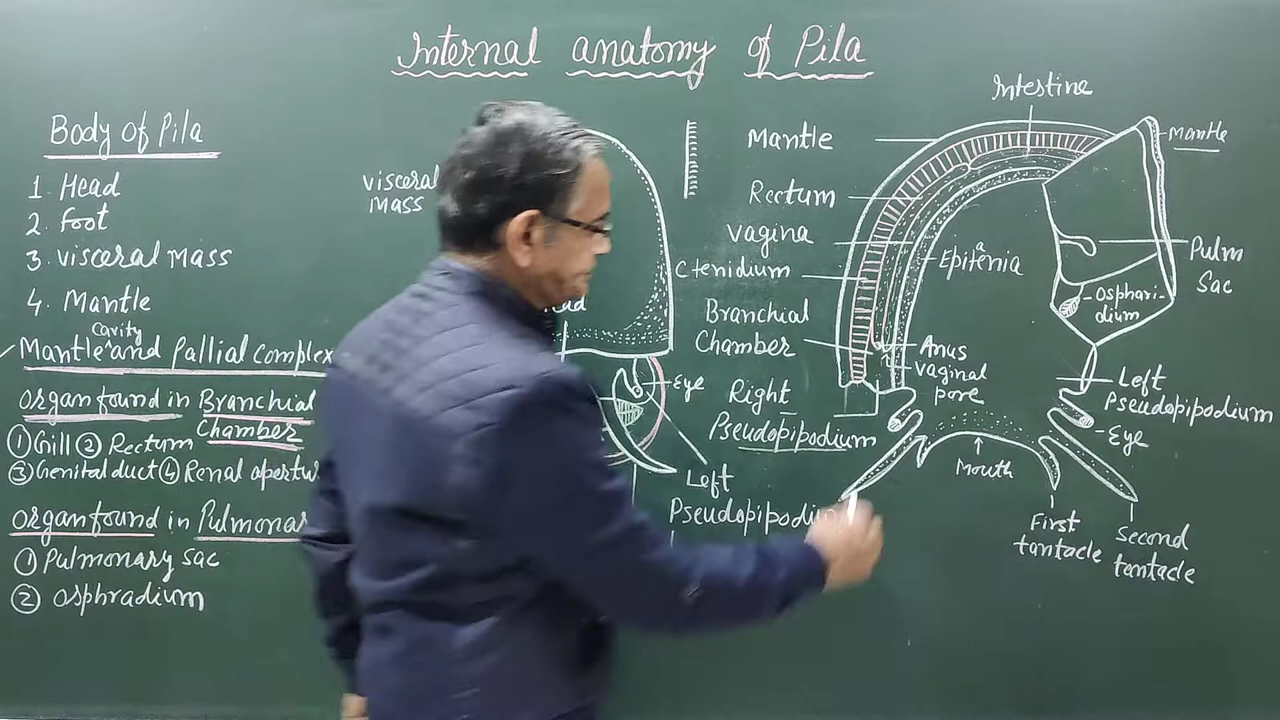 Internal anatomy of Pila
Body of Pila
1. Head
2. Foot
3. visceral Mass
4. Mantle
Mantle cavity and Pallial Complex
organ found in Branchial
Chamber
① Gill ② Rectum
③ Genital duct ④ Renal apertu
organ found in Pulmonar
① Pulmonary sac
② osphradium
visceral
Mass
ead
Eye
Left
Pseudopipodium
Mantle
Rectum
vagina
Ctenidium
Branchial
Chamber
Right
Pseudopipodium
Intestine
Mantle
Epitania
Pulm
Sac
osphari-
dium
Anus
vaginal
pore
Left
Pseudopipodium
Eye
Mouth
First
tantacle
Second
tantacle